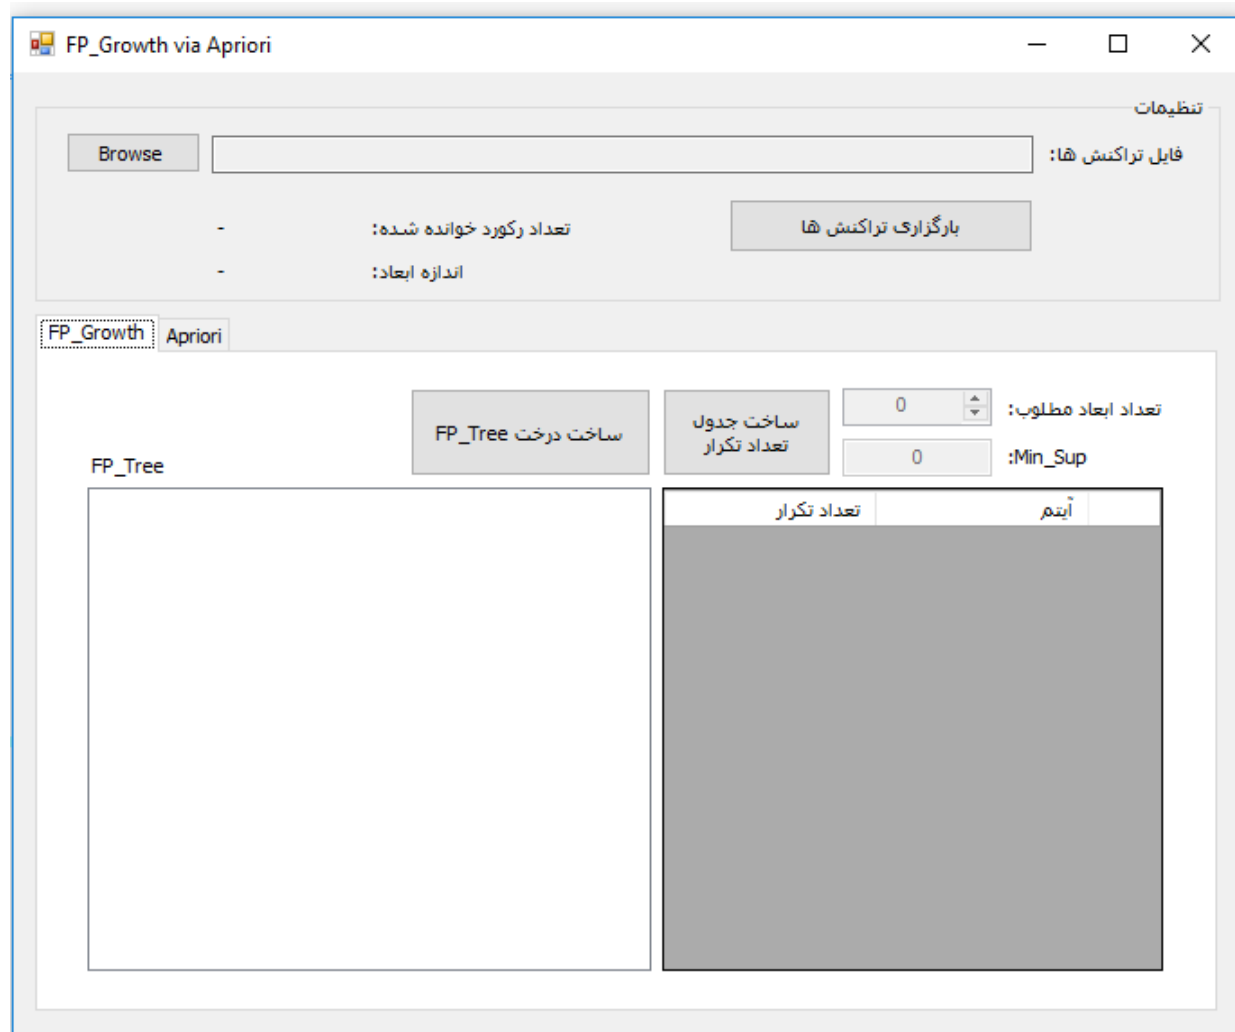 FP_Growth via Apriori
تنظیمات
فایل تراکنش ها:
Browse
بارگزاری تراکنش ها
تعداد رکورد خوانده شده:
-
اندازه ابعاد:
-
FP_Growth
Apriori
تعداد ابعاد مطلوب:
0
ساخت جدول
تعداد تکرار
ساخت درخت FP_Tree
Min_Sup:
0
FP_Tree
آیتم
تعداد تکرار